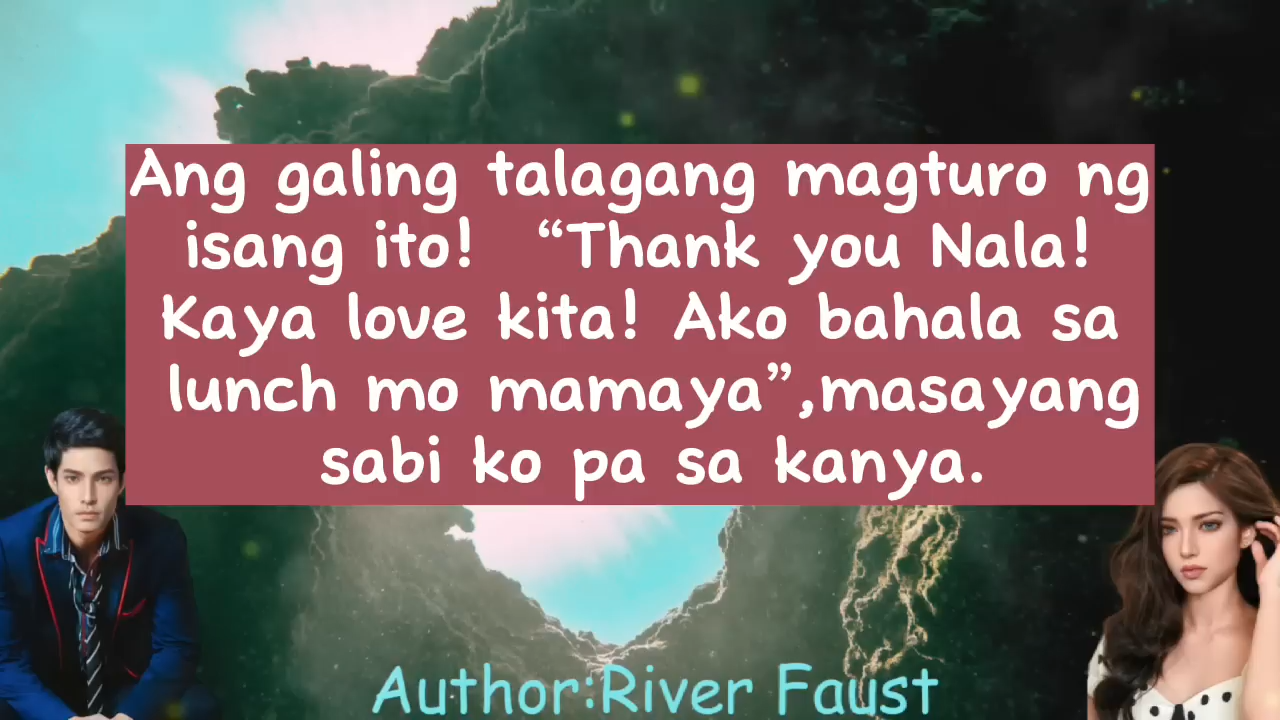 Ang galing talagang magturo ng
isang ito! “Thank you Nala!
Kaya love kita! Ako bahala sa
lunch mo mamaya”,masayang
sabi ko pa sa kanya.
Author:River Faust